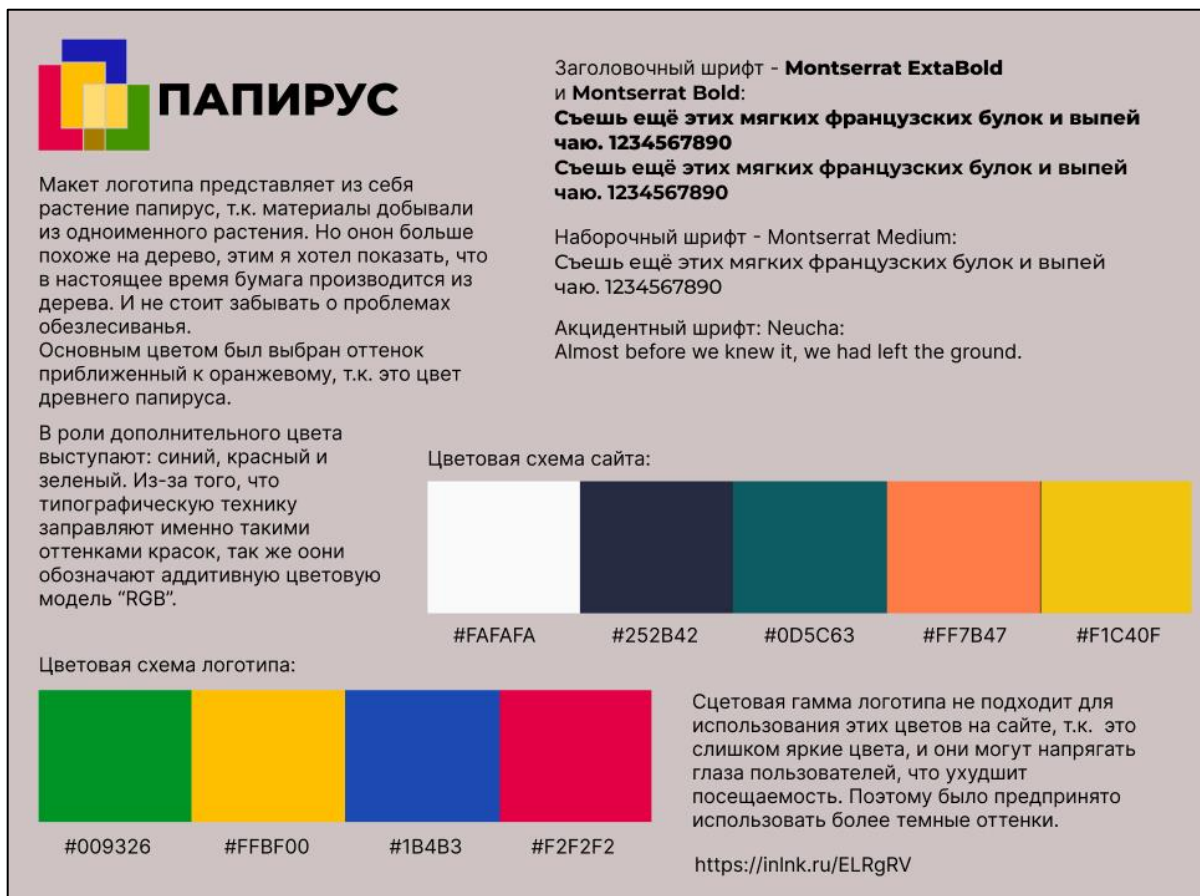 ПАПИРУС
Макет логотипа представляет из себя
растение папирус, т.к. материалы добывали
из одноименного растения. Но онон больше
похоже на дерево, этим я хотел показать, что
в настоящее время бумага производится из
дерева. И не стоит забывать о проблемах
обезлесиванья.
Основным цветом был выбран оттенок
приближенный к оранжевому, т.к. это цвет
древнего папируса.
В роли дополнительного цвета
выступают: синий, красный и
зеленый. Из-за того, что
типографическую технику
заправляют именно такими
оттенками красок, так же оони
обозначают аддитивную цветовую
модель “RGB”.
Заголовочный шрифт - Montserrat ExtaBold
и Montserrat Bold:
Съешь ещё этих мягких французских булок и выпей
чаю. 1234567890
Съешь ещё этих мягких французских булок и выпей
чаю. 1234567890
Наборочный шрифт - Montserrat Medium:
Съешь ещё этих мягких французских булок и выпей
чаю. 1234567890
Акцидентный шрифт: Neucha:
Almost before we knew it, we had left the ground.
Цветовая схема сайта:
#FAFAFA #252B42 #0D5C63 #FF7B47 #F1C40F
Цветовая схема логотипа:
#009326 #FFBF00 #1B4B3 #F2F2F2
Сцетовая гамма логотипа не подходит для
использования этих цветов на сайте, т.к. это
слишком яркие цвета, и они могут напрягать
глаза пользователей, что ухудшит
посещаемость. Поэтому было предпринято
использовать более темные оттенки.
https://inlnk.ru/ELRgRV